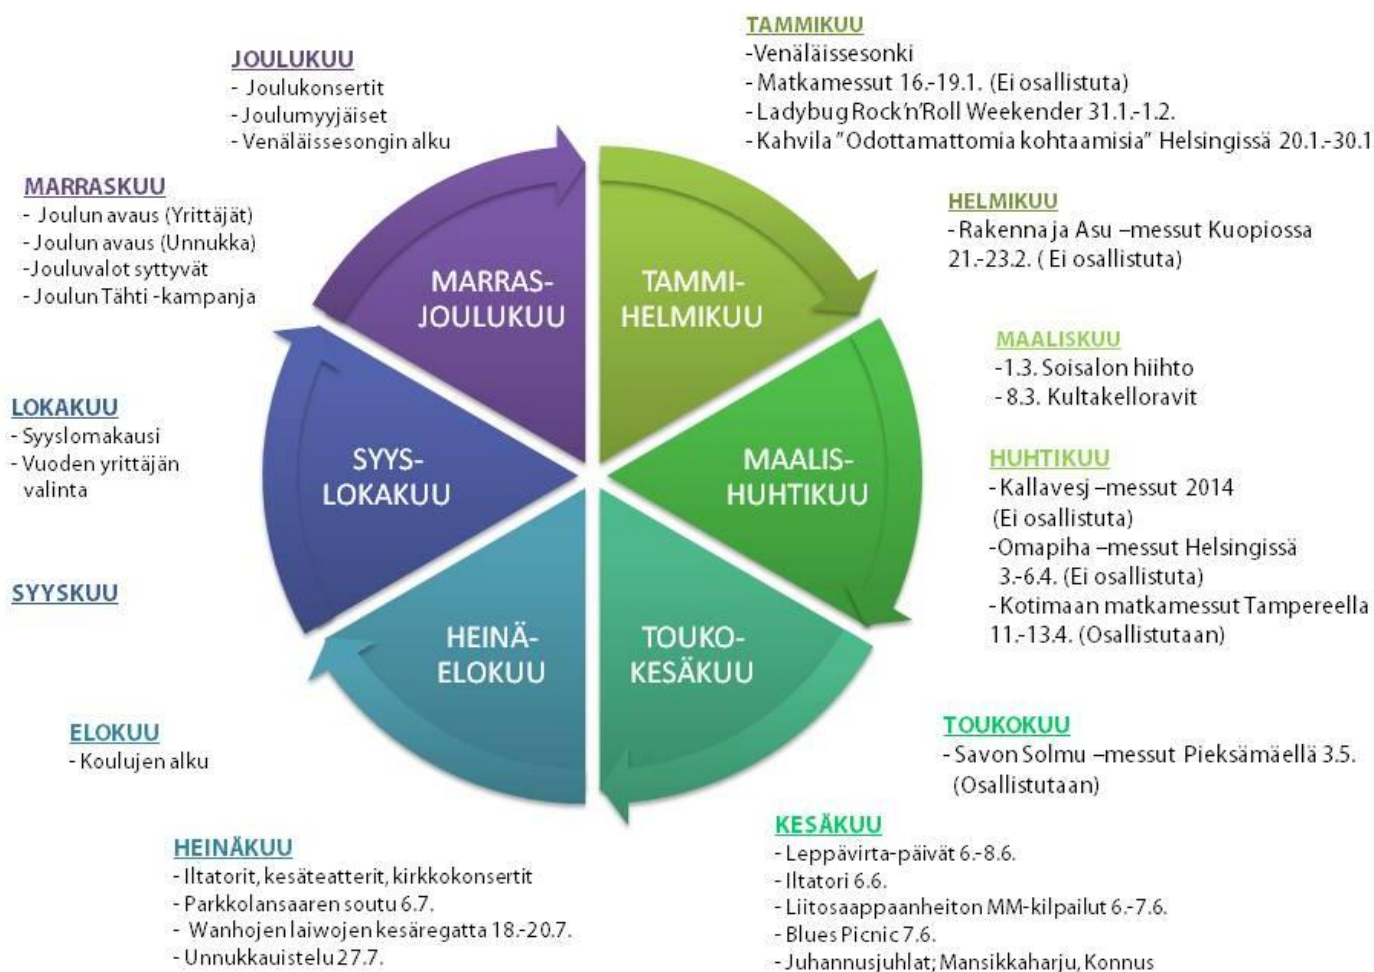 TAMMIKUU
-Venäläissesonki
- Matkamessut 16.-19.1. (Ei osallistuta)
- Ladybug Rock'n'Roll Weekender 31.1.-1.2.
- Kahvila "Odottamattomia kohtaamisia" Helsingissä 20.1.-30.1
HELMIKUU
- Rakenna ja Asu –messut Kuopiossa
21.-23.2. ( Ei osallistuta)
MAALISKUU
-1.3. Soisalon hiihto
- 8.3. Kultakelloravit
HUHTIKUU
- Kallavesj –messut 2014
(Ei osallistuta)
-Omapiha –messut Helsingissä
3.-6.4. (Ei osallistuta)
- Kotimaan matkamessut Tampereella
11.-13.4. (Osallistutaan)
TOUKOKUU
- Savon Solmu –messut Pieksämäellä 3.5.
(Osallistutaan)
KESÄKUU
- Leppävirta-päivät 6.-8.6.
- Iltatori 6.6.
- Liitosaappaanheiton MM-kilpailut 6.-7.6.
- Blues Picnic 7.6.
- Juhannusjuhlat; Mansikkaharju, Konnus
HEINÄKUU
- Iltatorit, kesäteatterit, kirkkokonsertit
- Parkkolansaaren soutu 6.7.
- Wanhojen laiwojen kesäregatta 18.-20.7.
- Unnukkauistelu 27.7.
ELOKUU
- Koulujen alku
SYYSKUU
LOKAKUU
- Syyslomakausi
- Vuoden yrittäjän
valinta
MARRASKUU
- Joulun avaus (Yrittäjät)
- Joulun avaus (Unnukka)
-Jouluvalot syttyvät
- Joulun Tähti -kampanja
JOULUKUU
- Joulukonsertit
- Joulumyyjäiset
- Venäläissesongin alku
TAMMI-
HELMIKUU
MAALIS-
HUHTIKUU
TOUKO-
KESÄKUU
HEINÄ-
ELOKUU
SYYS-
LOKAKUU
MARRAS-
JOULUKUU